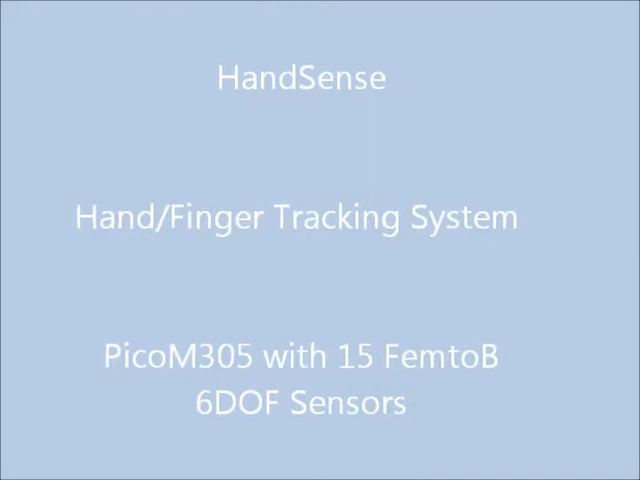 HandSense
Hand/Finger Tracking System
PicoM305 with 15 FemtoB
6DOF Sensors